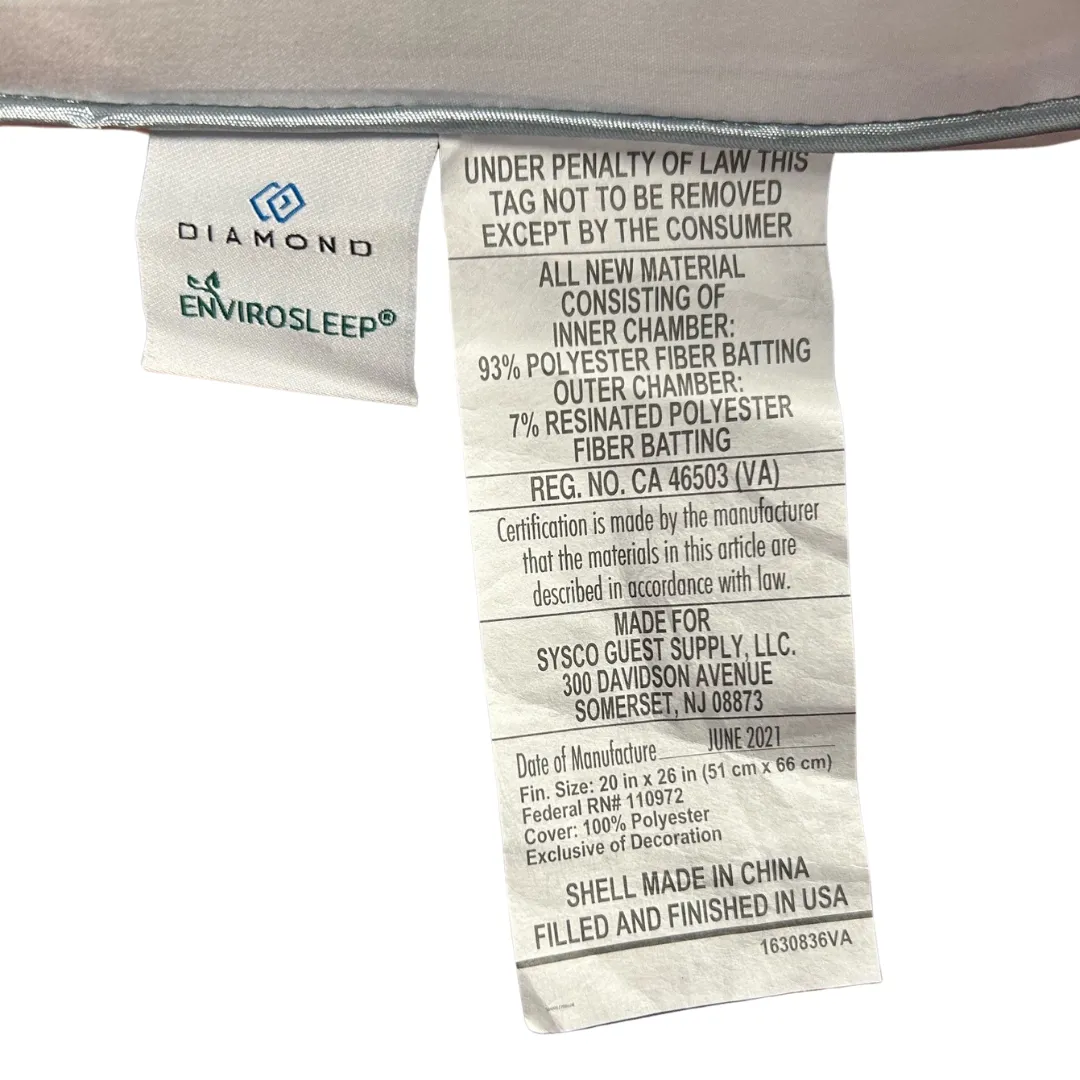 DIAMOND
ENVIROSLEEP®
UNDER PENALTY OF LAW THIS
TAG NOT TO BE REMOVED
EXCEPT BY THE CONSUMER
ALL NEW MATERIAL
CONSISTING OF
INNER CHAMBER:
93% POLYESTER FIBER BATTING
OUTER CHAMBER:
7% RESINATED POLYESTER
FIBER BATTING
REG. NO. CA 46503 (VA)
Certification is made by the manufacturer
that the materials in this article are
described in accordance with law.
MADE FOR
SYSCO GUEST SUPPLY, LLC.
300 DAVIDSON AVENUE
SOMERSET, NJ 08873
Date of Manufacture JUNE 2021
Fin. Size: 20 in x 26 in (51 cm x 66 cm)
Federal RN# 110972
Cover: 100% Polyester
Exclusive of Decoration
SHELL MADE IN CHINA
FILLED AND FINISHED IN USA
1630836VA